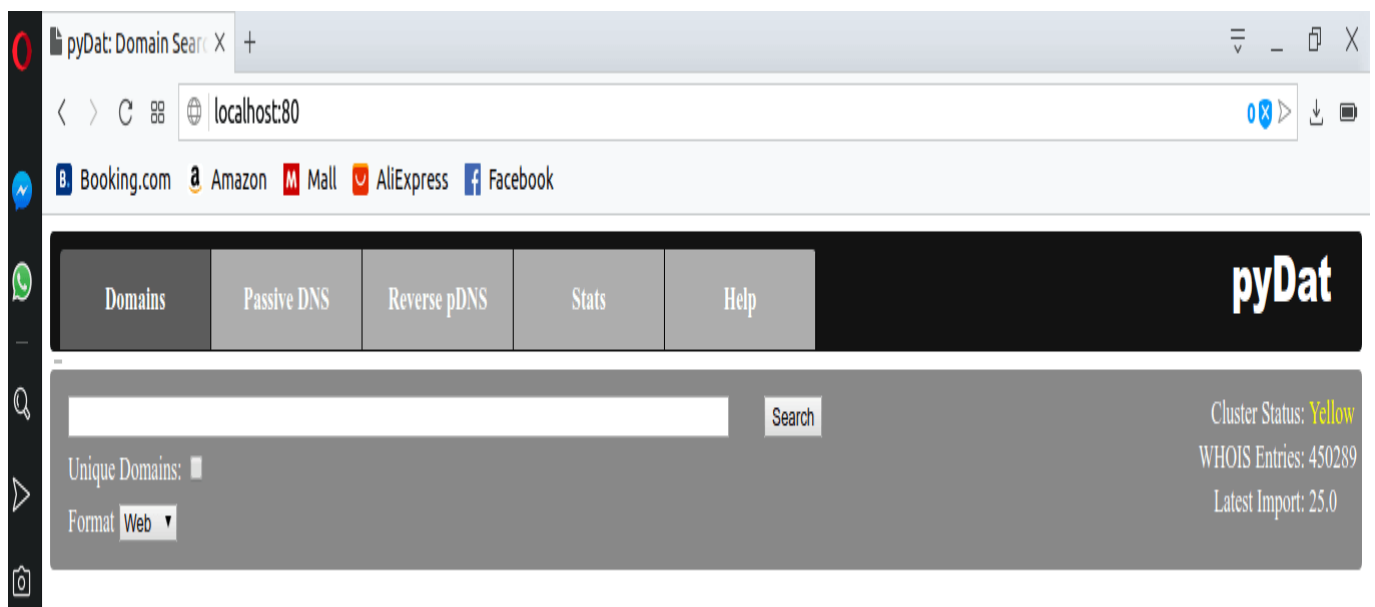 pyDat: Domain Searc
localhost:80
0
B. Booking.com a Amazon M Mall AliExpress f Facebook
Domains Passive DNS Reverse pDNS Stats Help pyDat
Search
Cluster Status: Yellow
Unique Domains:
WHOIS Entries: 450289
Format Web
Latest Import: 25.0